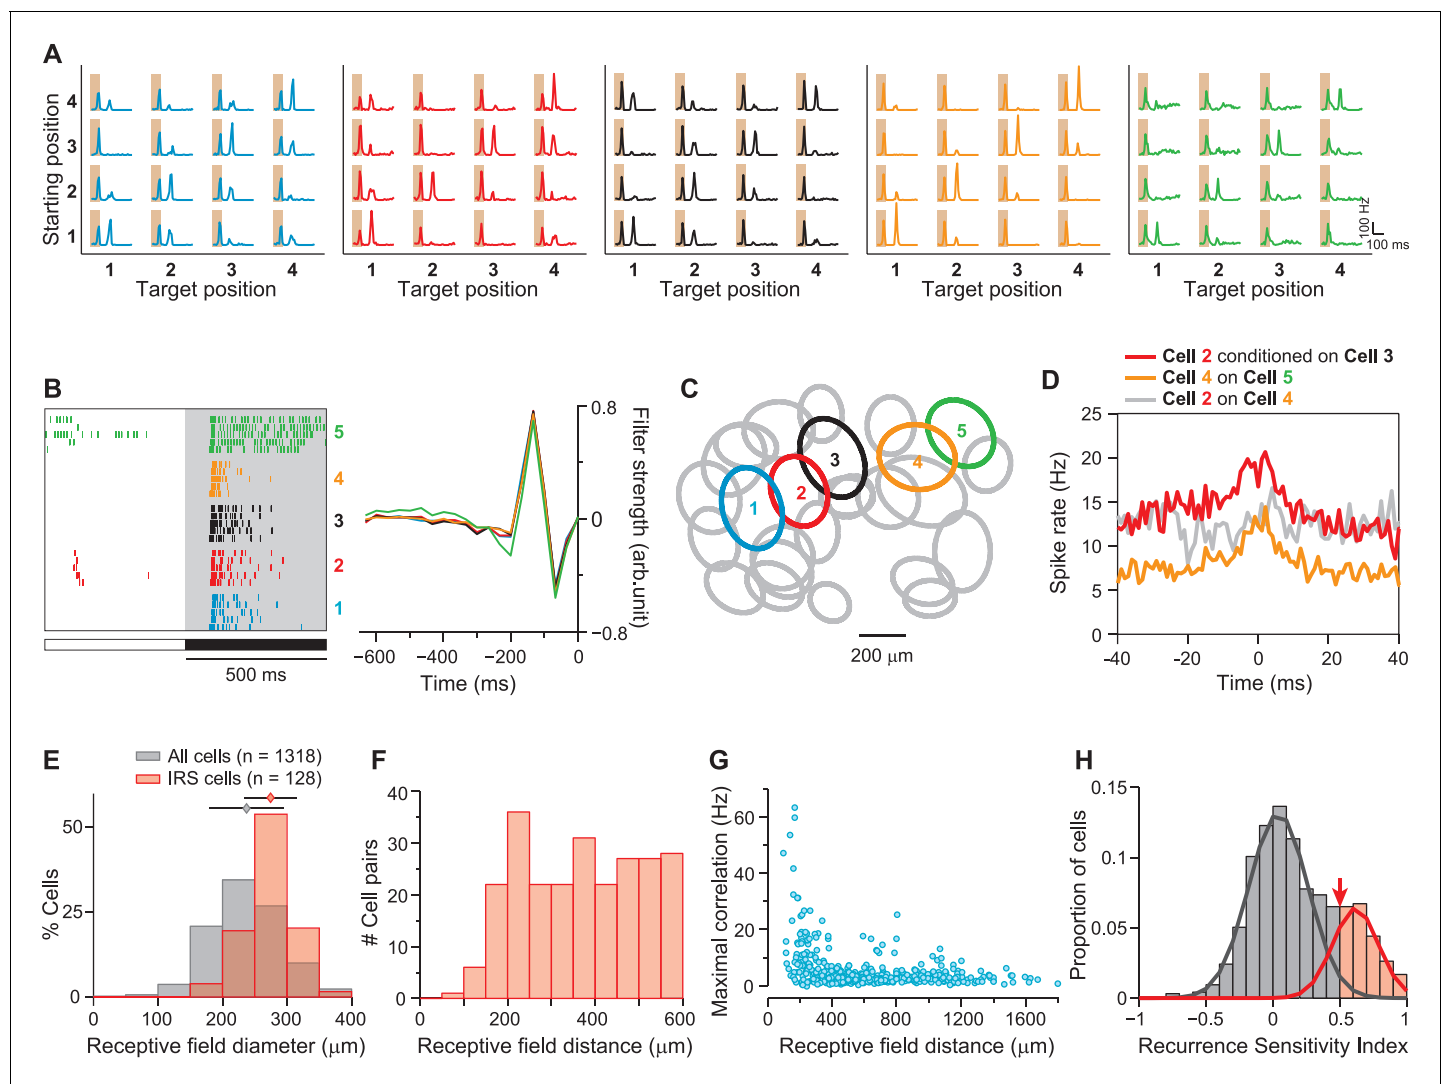 A
Starting position
4
3
2
1
1 2 3 4
Target position
1 2 3 4
Target position
1 2 3 4
Target position
1 2 3 4
Target position
1 2 3 4
Target position
100 Hz
100 ms
B
5
4
3
2
1
500 ms
0.8
0
−0.8
Filter strength (arb.unit)
−600 −400 −200 0
Time (ms)
C
1
2
3
4
5
200 μm
Cell 2 conditioned on Cell 3
Cell 4 on Cell 5
Cell 2 on Cell 4
D
25
20
15
10
5
0
Spike rate (Hz)
-40 -20 0 20 40
Time (ms)
E
All cells (n = 1318)
IRS cells (n = 128)
50
25
0
% Cells
0 100 200 300 400
Receptive field diameter (μm)
F
40
30
20
10
0
# Cell pairs
0 200 400 600
Receptive field distance (μm)
G
60
40
20
0
Maximal correlation (Hz)
0 400 800 1200 1600
Receptive field distance (μm)
H
0.15
0.1
0.05
0
Proportion of cells
−1 −0.5 0 0.5 1
Recurrence Sensitivity Index